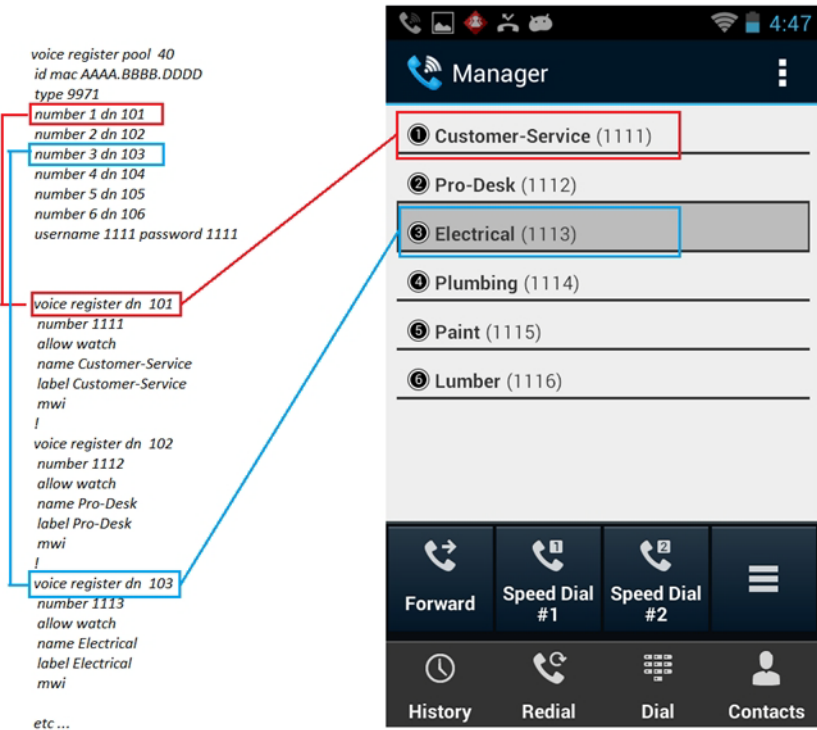 voice register pool 40
id mac AAAA.BBBB.DDDD
type 9971
number 1 dn 101
number 2 dn 102
number 3 dn 103
number 4 dn 104
number 5 dn 105
number 6 dn 106
username 1111 password 1111
voice register dn 101
number 1111
allow watch
name Customer-Service
label Customer-Service
mwi
!
voice register dn 102
number 1112
allow watch
name Pro-Desk
label Pro-Desk
mwi
!
voice register dn 103
number 1113
allow watch
name Electrical
label Electrical
mwi
etc ...
4:47
Manager
1 Customer-Service (1111)
2 Pro-Desk (1112)
3 Electrical (1113)
4 Plumbing (1114)
5 Paint (1115)
6 Lumber (1116)
1 2
Forward Speed Dial Speed Dial
#1 #2
History Redial Dial Contacts